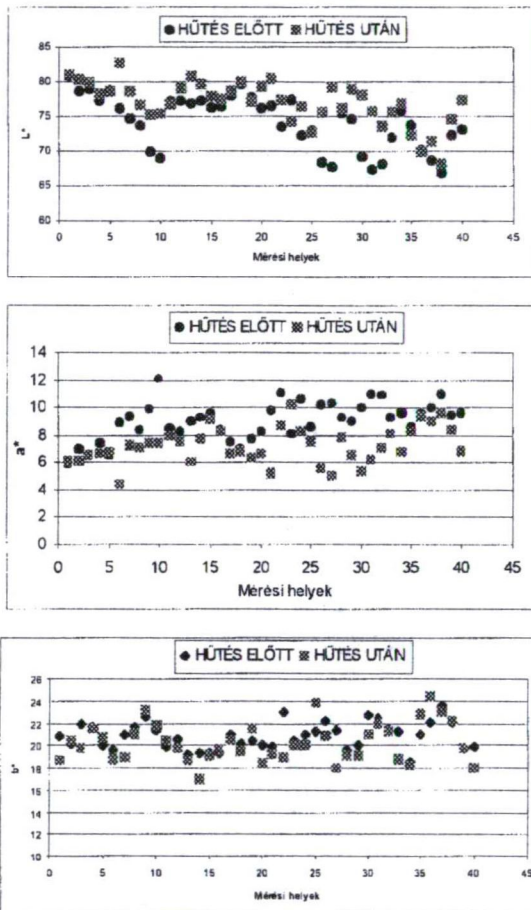 ● HŰTÉS ELŐTT ▩ HŰTÉS UTÁN
85
80
75
70
65
60
L*
0 5 10 15 20 25 30 35 40 45
Mérési helyek
● HŰTÉS ELŐTT ▩ HŰTÉS UTÁN
14
12
10
8
6
4
2
0
a*
0 5 10 15 20 25 30 35 40 45
Mérési helyek
◆ HŰTÉS ELŐTT ▩ HŰTÉS UTÁN
26
24
22
20
18
16
14
12
10
b*
0 5 10 15 20 25 30 35 40 45
Mérési helyek